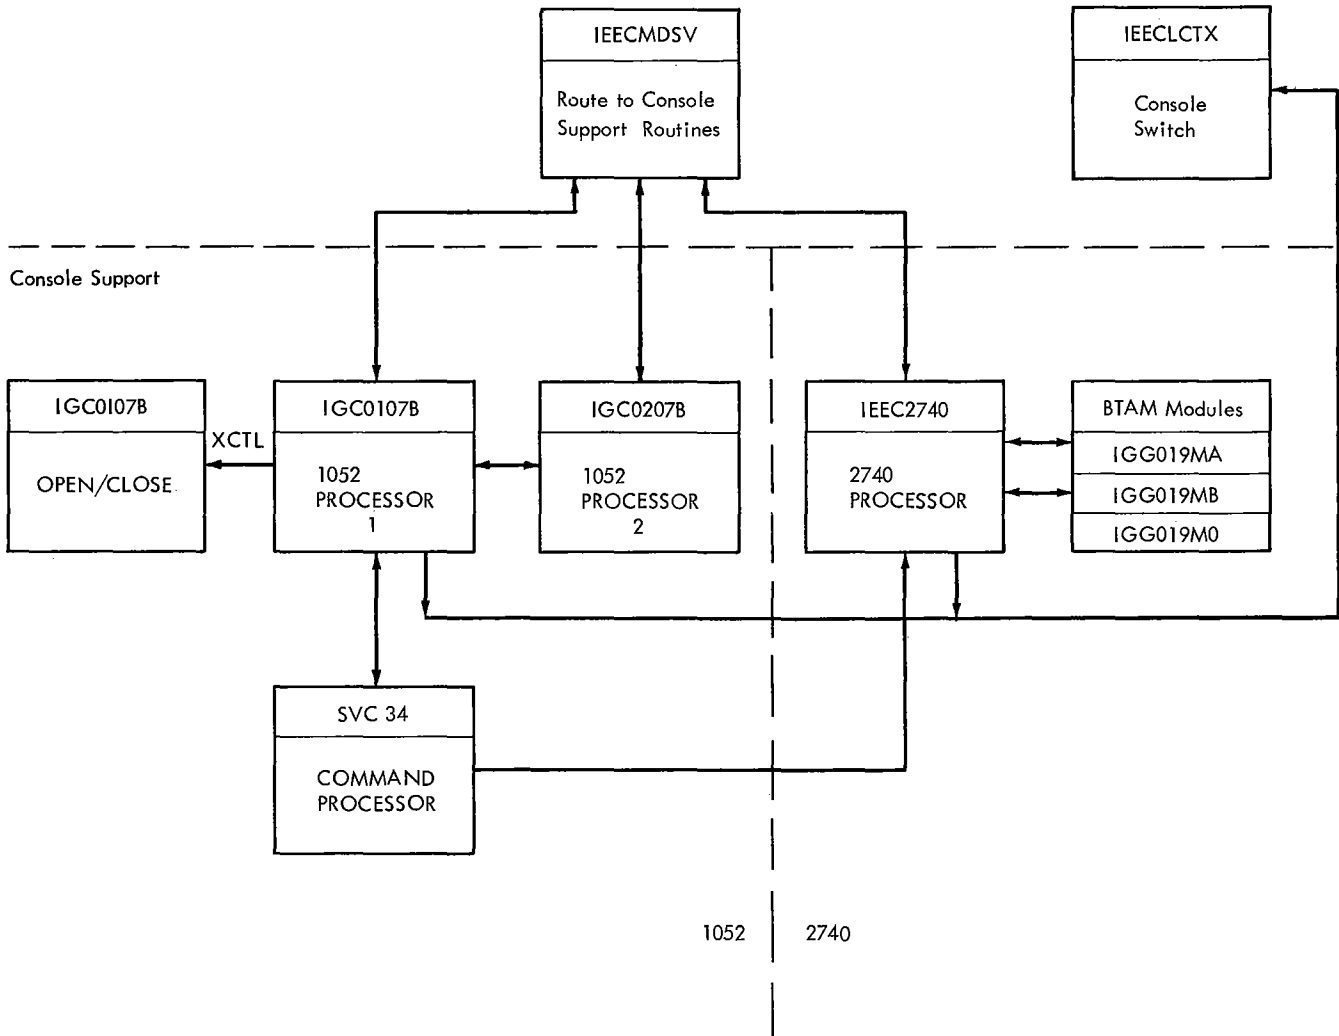 IEECMDSV
Route to Console
Support Routines
IEECLCTX
Console
Switch
Console Support
IGC0I07B
OPEN/CLOSE
XCTL
IGC0107B
1052
PROCESSOR
1
IGC0207B
1052
PROCESSOR
2
IEEC2740
2740
PROCESSOR
BTAM Modules
IGG019MA
IGG019MB
IGG019M0
SVC 34
COMMAND
PROCESSOR
1052
2740